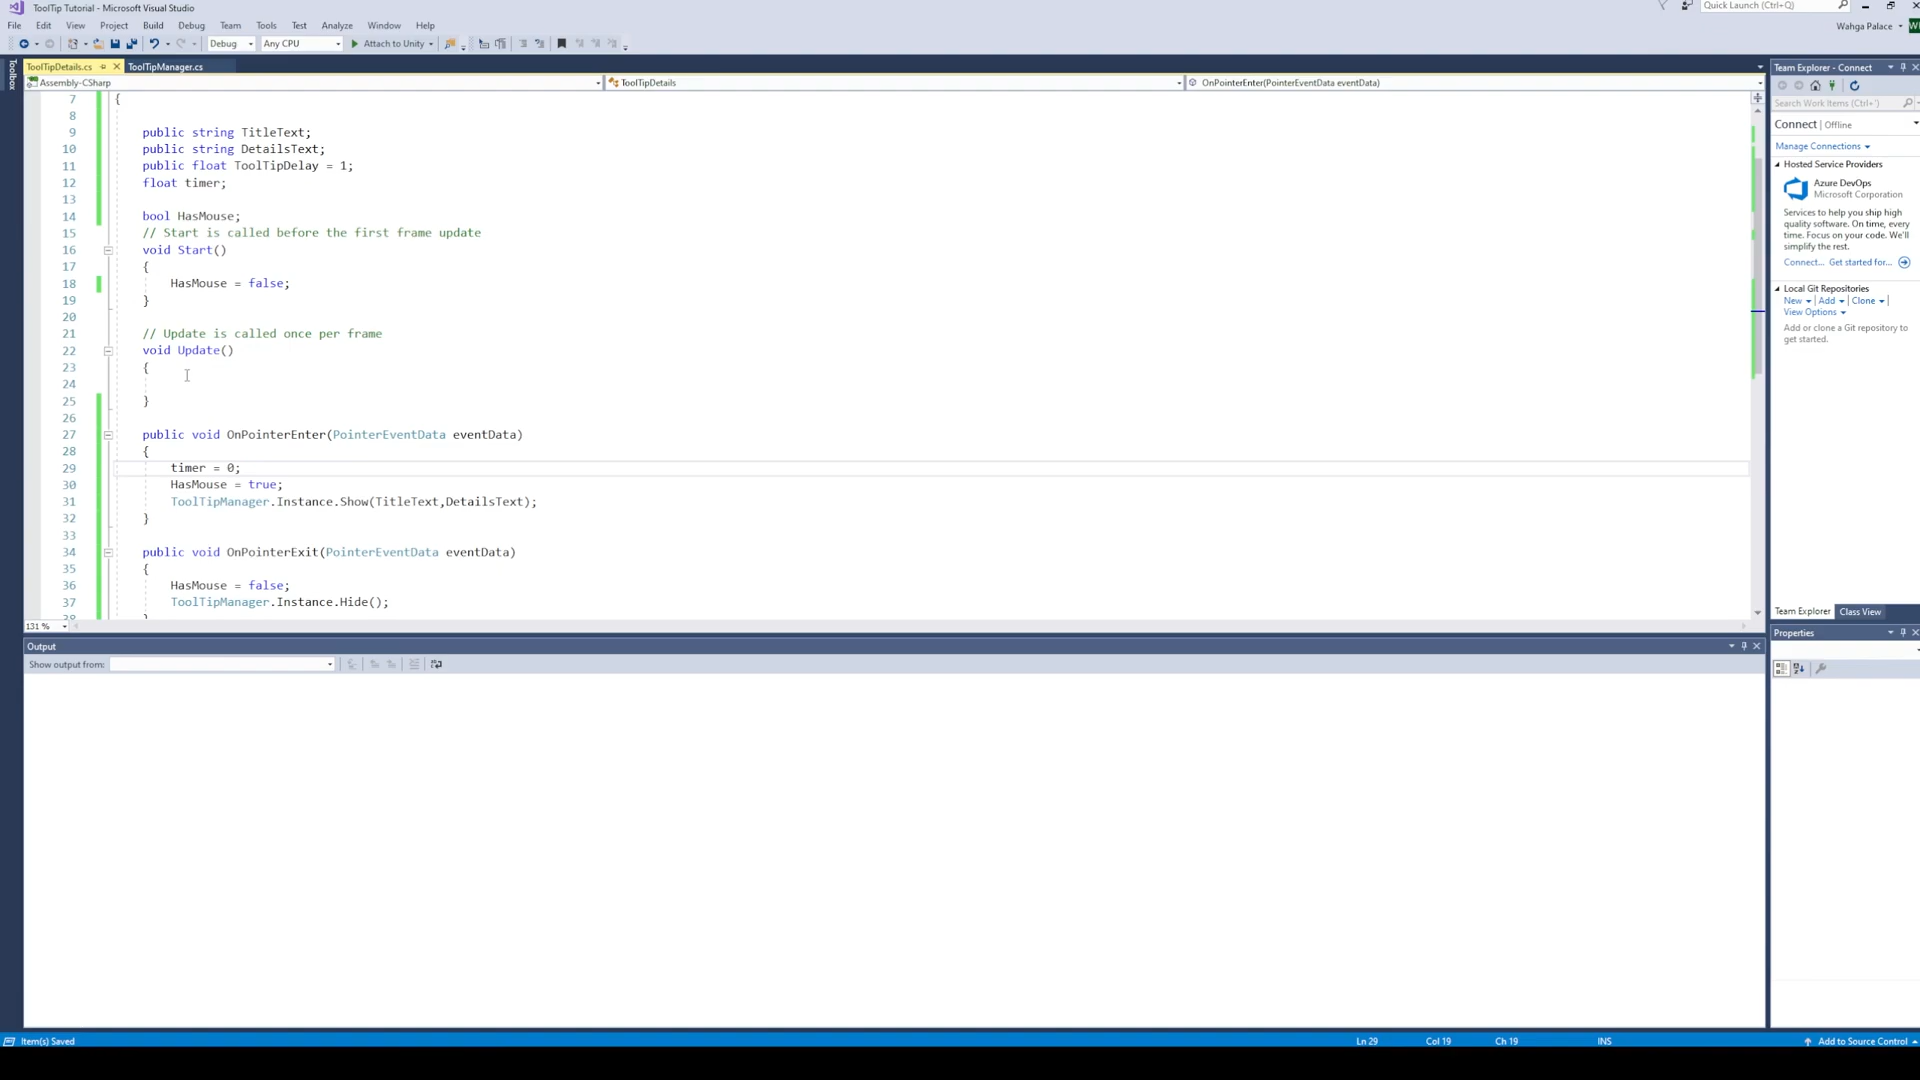 ToolTip Tutorial - Microsoft Visual Studio
Quick Launch (Ctrl+Q)
File Edit View Project Build Debug Team Tools Test Analyze Window Help
Wahga Palace
Debug Any CPU Attach to Unity
Toolbox
ToolTipDetails.cs ToolTipManager.cs
Assembly-CSharp ToolTipDetails OnPointerEnter(PointerEventData eventData)
7 {
8
9 public string TitleText;
10 public string DetailsText;
11 public float ToolTipDelay = 1;
12 float timer;
13
14 bool HasMouse;
15 // Start is called before the first frame update
16 void Start()
17 {
18 HasMouse = false;
19 }
20
21 // Update is called once per frame
22 void Update()
23 {
24
25 }
26
27 public void OnPointerEnter(PointerEventData eventData)
28 {
29 timer = 0;
30 HasMouse = true;
31 ToolTipManager.Instance.Show(TitleText,DetailsText);
32 }
33
34 public void OnPointerExit(PointerEventData eventData)
35 {
36 HasMouse = false;
37 ToolTipManager.Instance.Hide();
38 }
131 %
Output
Show output from:
Team Explorer - Connect
Search Work Items (Ctrl+')
Connect | Offline
Manage Connections
Hosted Service Providers
Azure DevOps
Microsoft Corporation
Services to help you ship high
quality software. On time, every
time. Focus on your code. We'll
simplify the rest.
Connect... Get started for...
Local Git Repositories
New | Add | Clone |
View Options
Add or clone a Git repository to
get started.
Team Explorer Class View
Properties
Item(s) Saved
Ln 29 Col 19 Ch 19 INS
Add to Source Control